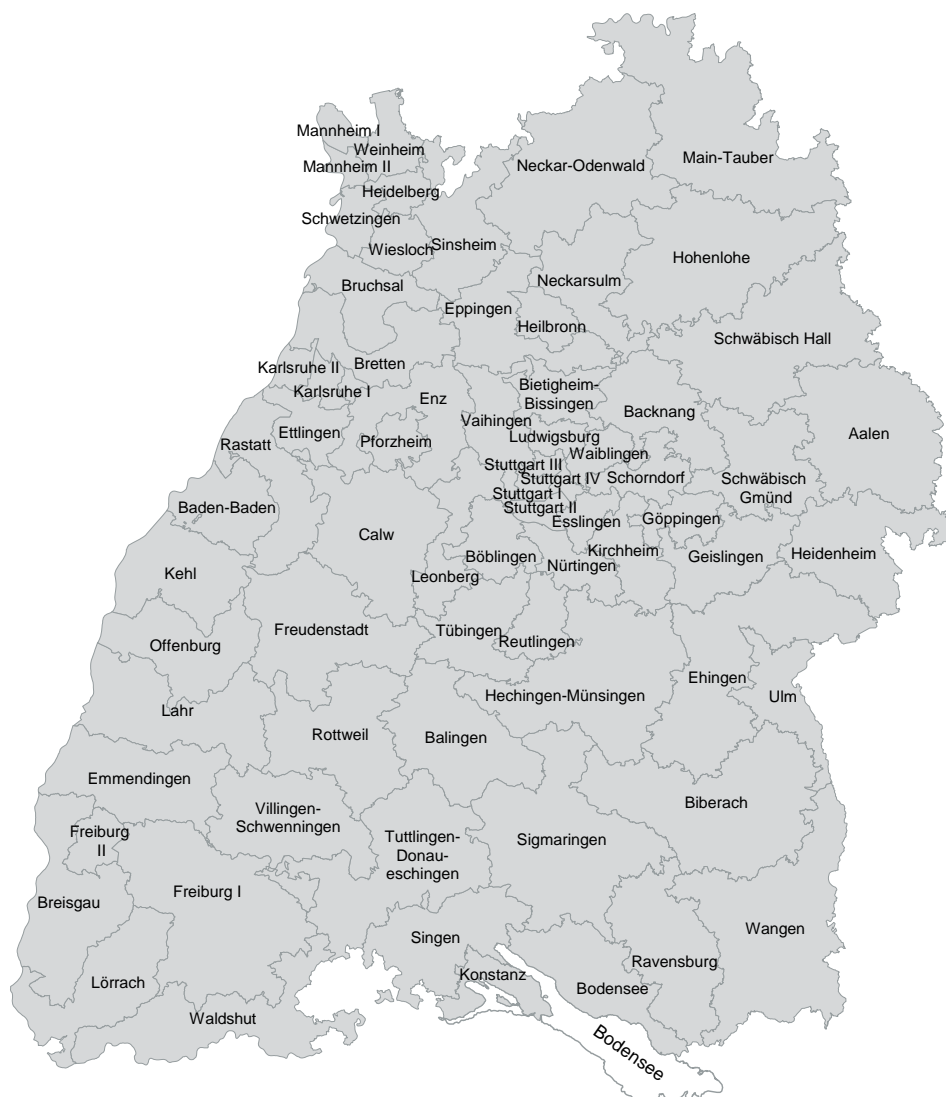 Mannheim I
Weinheim
Mannheim II
Neckar-Odenwald
Main-Tauber
Heidelberg
Schwetzingen
Wiesloch
Sinsheim
Hohenlohe
Bruchsal
Neckarsulm
Eppingen
Heilbronn
Schwäbisch Hall
Karlsruhe II
Bretten
Karlsruhe I
Enz
Bietigheim-
Bissingen
Backnang
Vaihingen
Aalen
Rastatt
Ettlingen
Pforzheim
Ludwigsburg
Waiblingen
Stuttgart III
Stuttgart IV
Schorndorf
Schwäbisch
Gmünd
Stuttgart I
Stuttgart II
Baden-Baden
Esslingen
Göppingen
Calw
Böblingen
Kirchheim
Geislingen
Heidenheim
Nürtingen
Kehl
Leonberg
Freudenstadt
Tübingen
Reutlingen
Offenburg
Ehingen
Hechingen-Münsingen
Ulm
Lahr
Rottweil
Balingen
Emmendingen
Villingen-
Schwenningen
Biberach
Freiburg
II
Tuttlingen-
Donau-
eschingen
Sigmaringen
Freiburg I
Breisgau
Wangen
Singen
Ravensburg
Konstanz
Lörrach
Bodensee
Waldshut
Bodensee